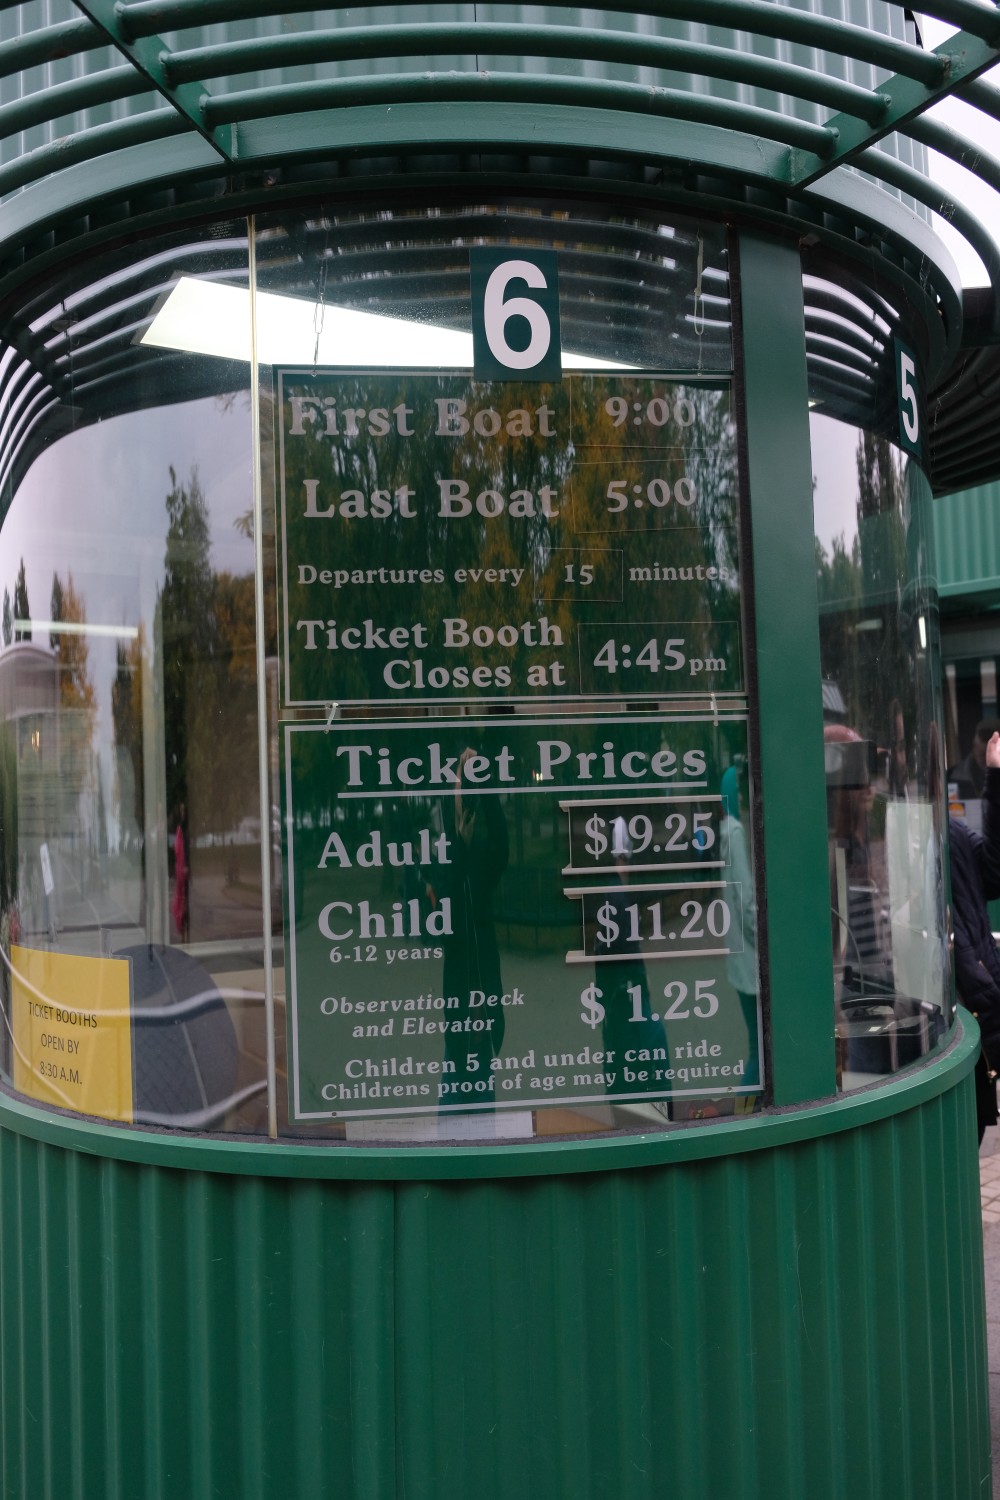 6
5
First Boat 9:00
Last Boat 5:00
Departures every 15 minutes
Ticket Booth
Closes at 4:45pm
Ticket Prices
Adult $19.25
Child $11.20
6-12 years
Observation Deck
and Elevator $ 1.25
Children 5 and under can ride
Childrens proof of age may be required
TICKET BOOTHS
OPEN BY
8:30 A.M.